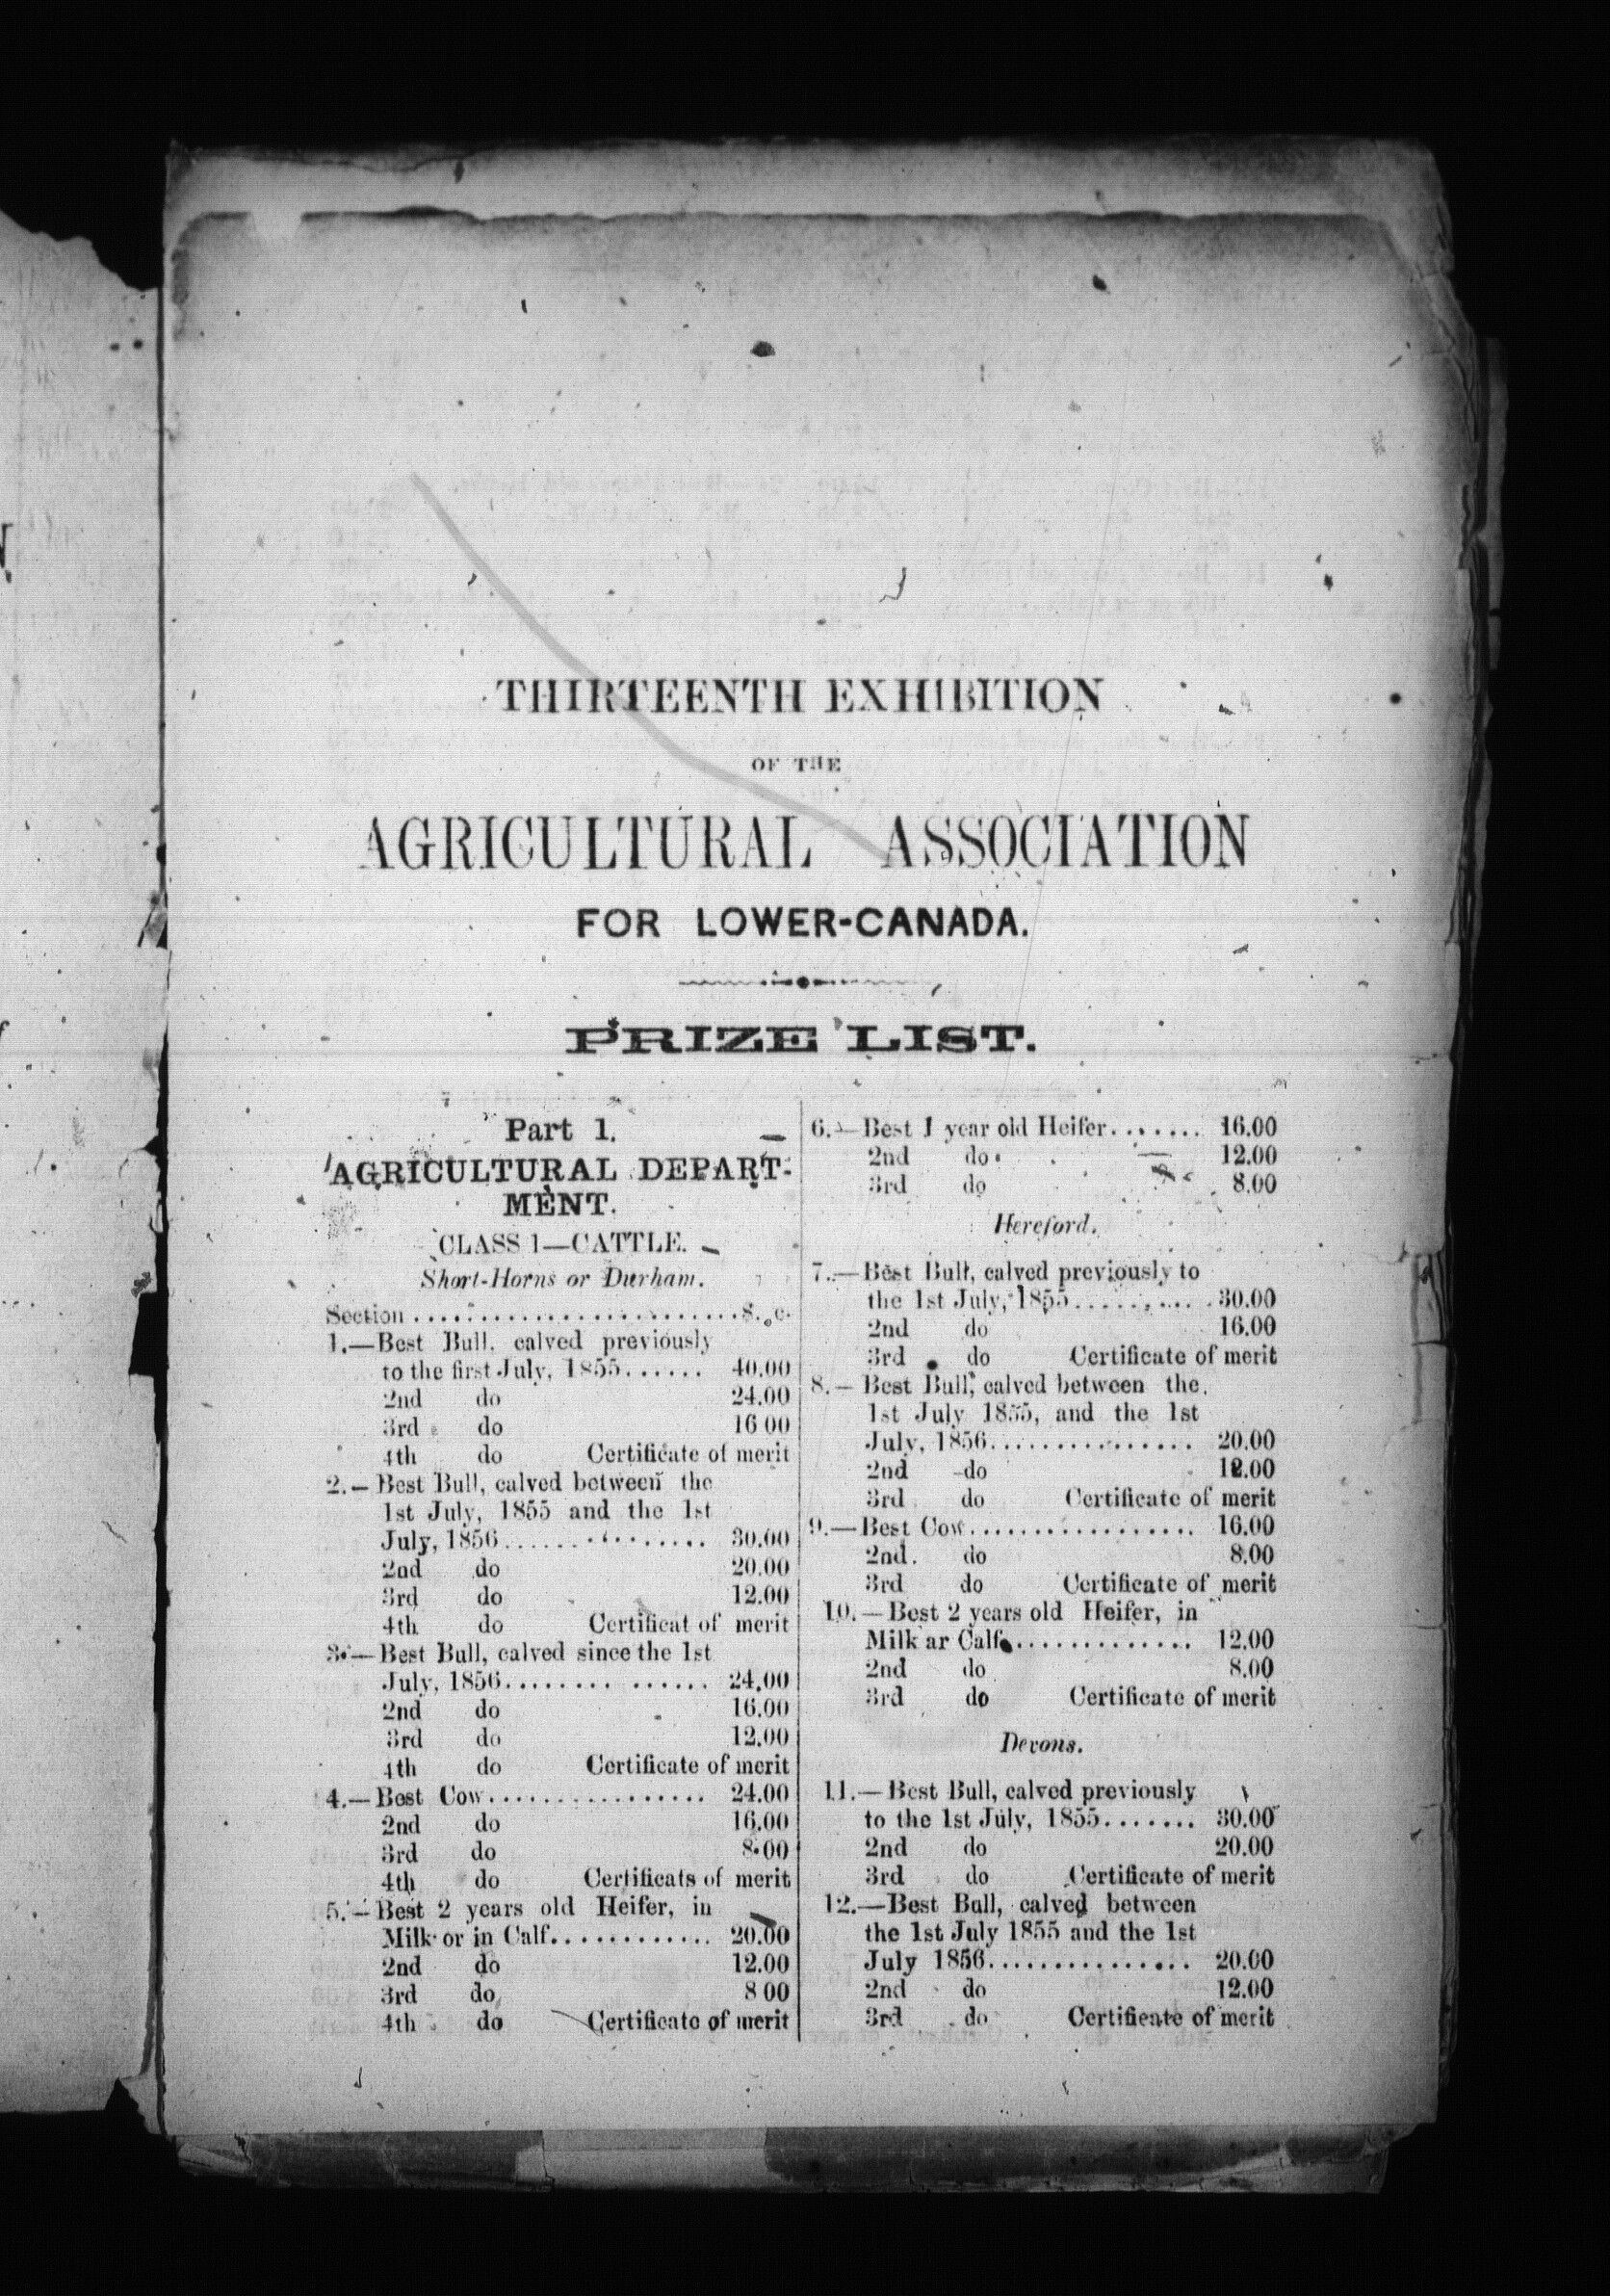 THIRTEENTH EXHIBITION
OF THE
AGRICULTURAL ASSOCIATION
FOR LOWER-CANADA.
PRIZE LIST.
Part 1.
AGRICULTURAL DEPART-
MENT.
CLASS 1—CATTLE.
Short-Horns or Durham.
Section ......................... $. c.
1.—Best Bull, calved previously
to the first July, 1855...... 40.00
2nd do 24.00
3rd do 16 00
4th do Certificate of merit
2.—Best Bull, calved between the
1st July, 1855 and the 1st
July, 1856............... 30.00
2nd do 20.00
3rd do 12.00
4th do Certificat of merit
3.—Best Bull, calved since the 1st
July, 1856........ ...... 24.00
2nd do 16.00
3rd do 12.00
4th do Certificate of merit
4.—Best Cow................ 24.00
2nd do 16.00
3rd do 8.00
4th do Certificats of merit
5.—Best 2 years old Heifer, in
Milk or in Calf............ 20.00
2nd do 12.00
3rd do 8 00
4th do Certificate of merit
6.—Best 1 year old Heifer....... 16.00
2nd do 12.00
3rd do 8.00
Hereford.
7.—Best Bull, calved previously to
the 1st July, 1855.......... 30.00
2nd do 16.00
3rd do Certificate of merit
8.—Best Bull, calved between the
1st July 1855, and the 1st
July, 1856................ 20.00
2nd do 12.00
3rd do Certificate of merit
9.—Best Cow................. 16.00
2nd. do 8.00
3rd do Certificate of merit
10.—Best 2 years old Heifer, in
Milk ar Calf.............. 12.00
2nd do 8.00
3rd do Certificate of merit
Devons.
11.—Best Bull, calved previously
to the 1st July, 1855....... 30.00
2nd do 20.00
3rd do Certificate of merit
12.—Best Bull, calved between
the 1st July 1855 and the 1st
July 1856............... 20.00
2nd do 12.00
3rd do Certificate of merit